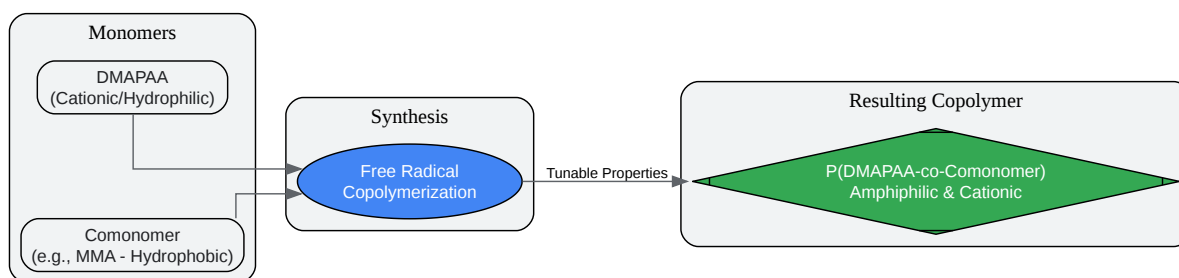 Monomers
DMAPAA
(Cationic/Hydrophilic)
Comonomer
(e.g., MMA - Hydrophobic)
Synthesis
Free Radical
Copolymerization
Tunable Properties
Resulting Copolymer
P(DMAPAA-co-Comonomer)
Amphiphilic & Cationic